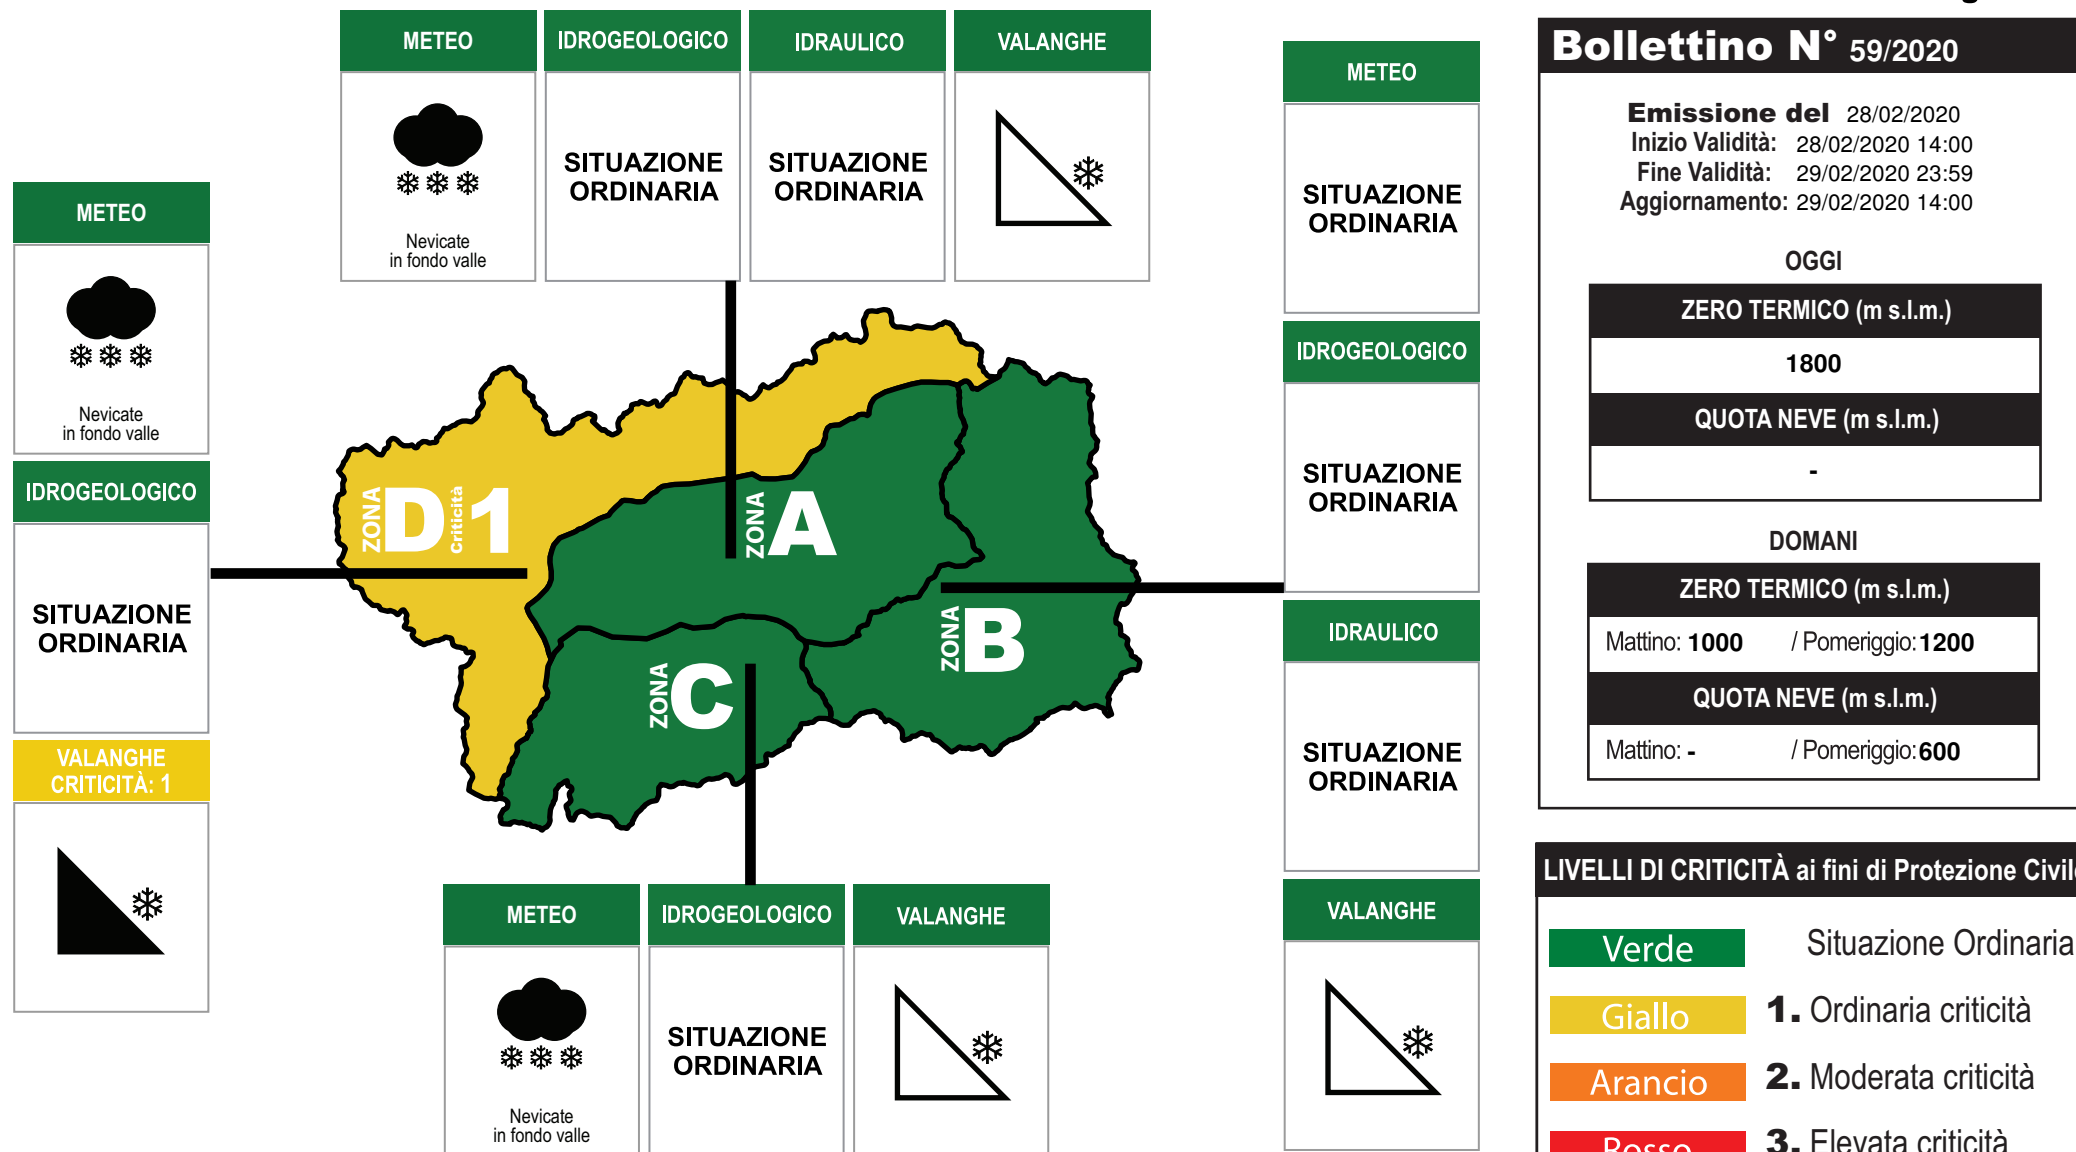 METEO
IDROGEOLOGICO
IDRAULICO
VALANGHE
Nevicate
in fondo valle
SITUAZIONE
ORDINARIA
SITUAZIONE
ORDINARIA
METEO
Nevicate
in fondo valle
IDROGEOLOGICO
SITUAZIONE
ORDINARIA
VALANGHE
CRITICITÀ: 1
ZONA
D
Criticità
1
ZONA
A
ZONA
B
ZONA
C
METEO
SITUAZIONE
ORDINARIA
IDROGEOLOGICO
SITUAZIONE
ORDINARIA
IDRAULICO
SITUAZIONE
ORDINARIA
VALANGHE
METEO
IDROGEOLOGICO
VALANGHE
Nevicate
in fondo valle
SITUAZIONE
ORDINARIA
Bollettino N° 59/2020
Emissione del 28/02/2020
Inizio Validità: 28/02/2020 14:00
Fine Validità: 29/02/2020 23:59
Aggiornamento: 29/02/2020 14:00
OGGI
ZERO TERMICO (m s.l.m.)
1800
QUOTA NEVE (m s.l.m.)
-
DOMANI
ZERO TERMICO (m s.l.m.)
Mattino: 1000 / Pomeriggio: 1200
QUOTA NEVE (m s.l.m.)
Mattino: - / Pomeriggio: 600
LIVELLI DI CRITICITÀ ai fini di Protezione Civile
Verde Situazione Ordinaria
Giallo 1. Ordinaria criticità
Arancio 2. Moderata criticità
Rosso 3. Elevata criticità